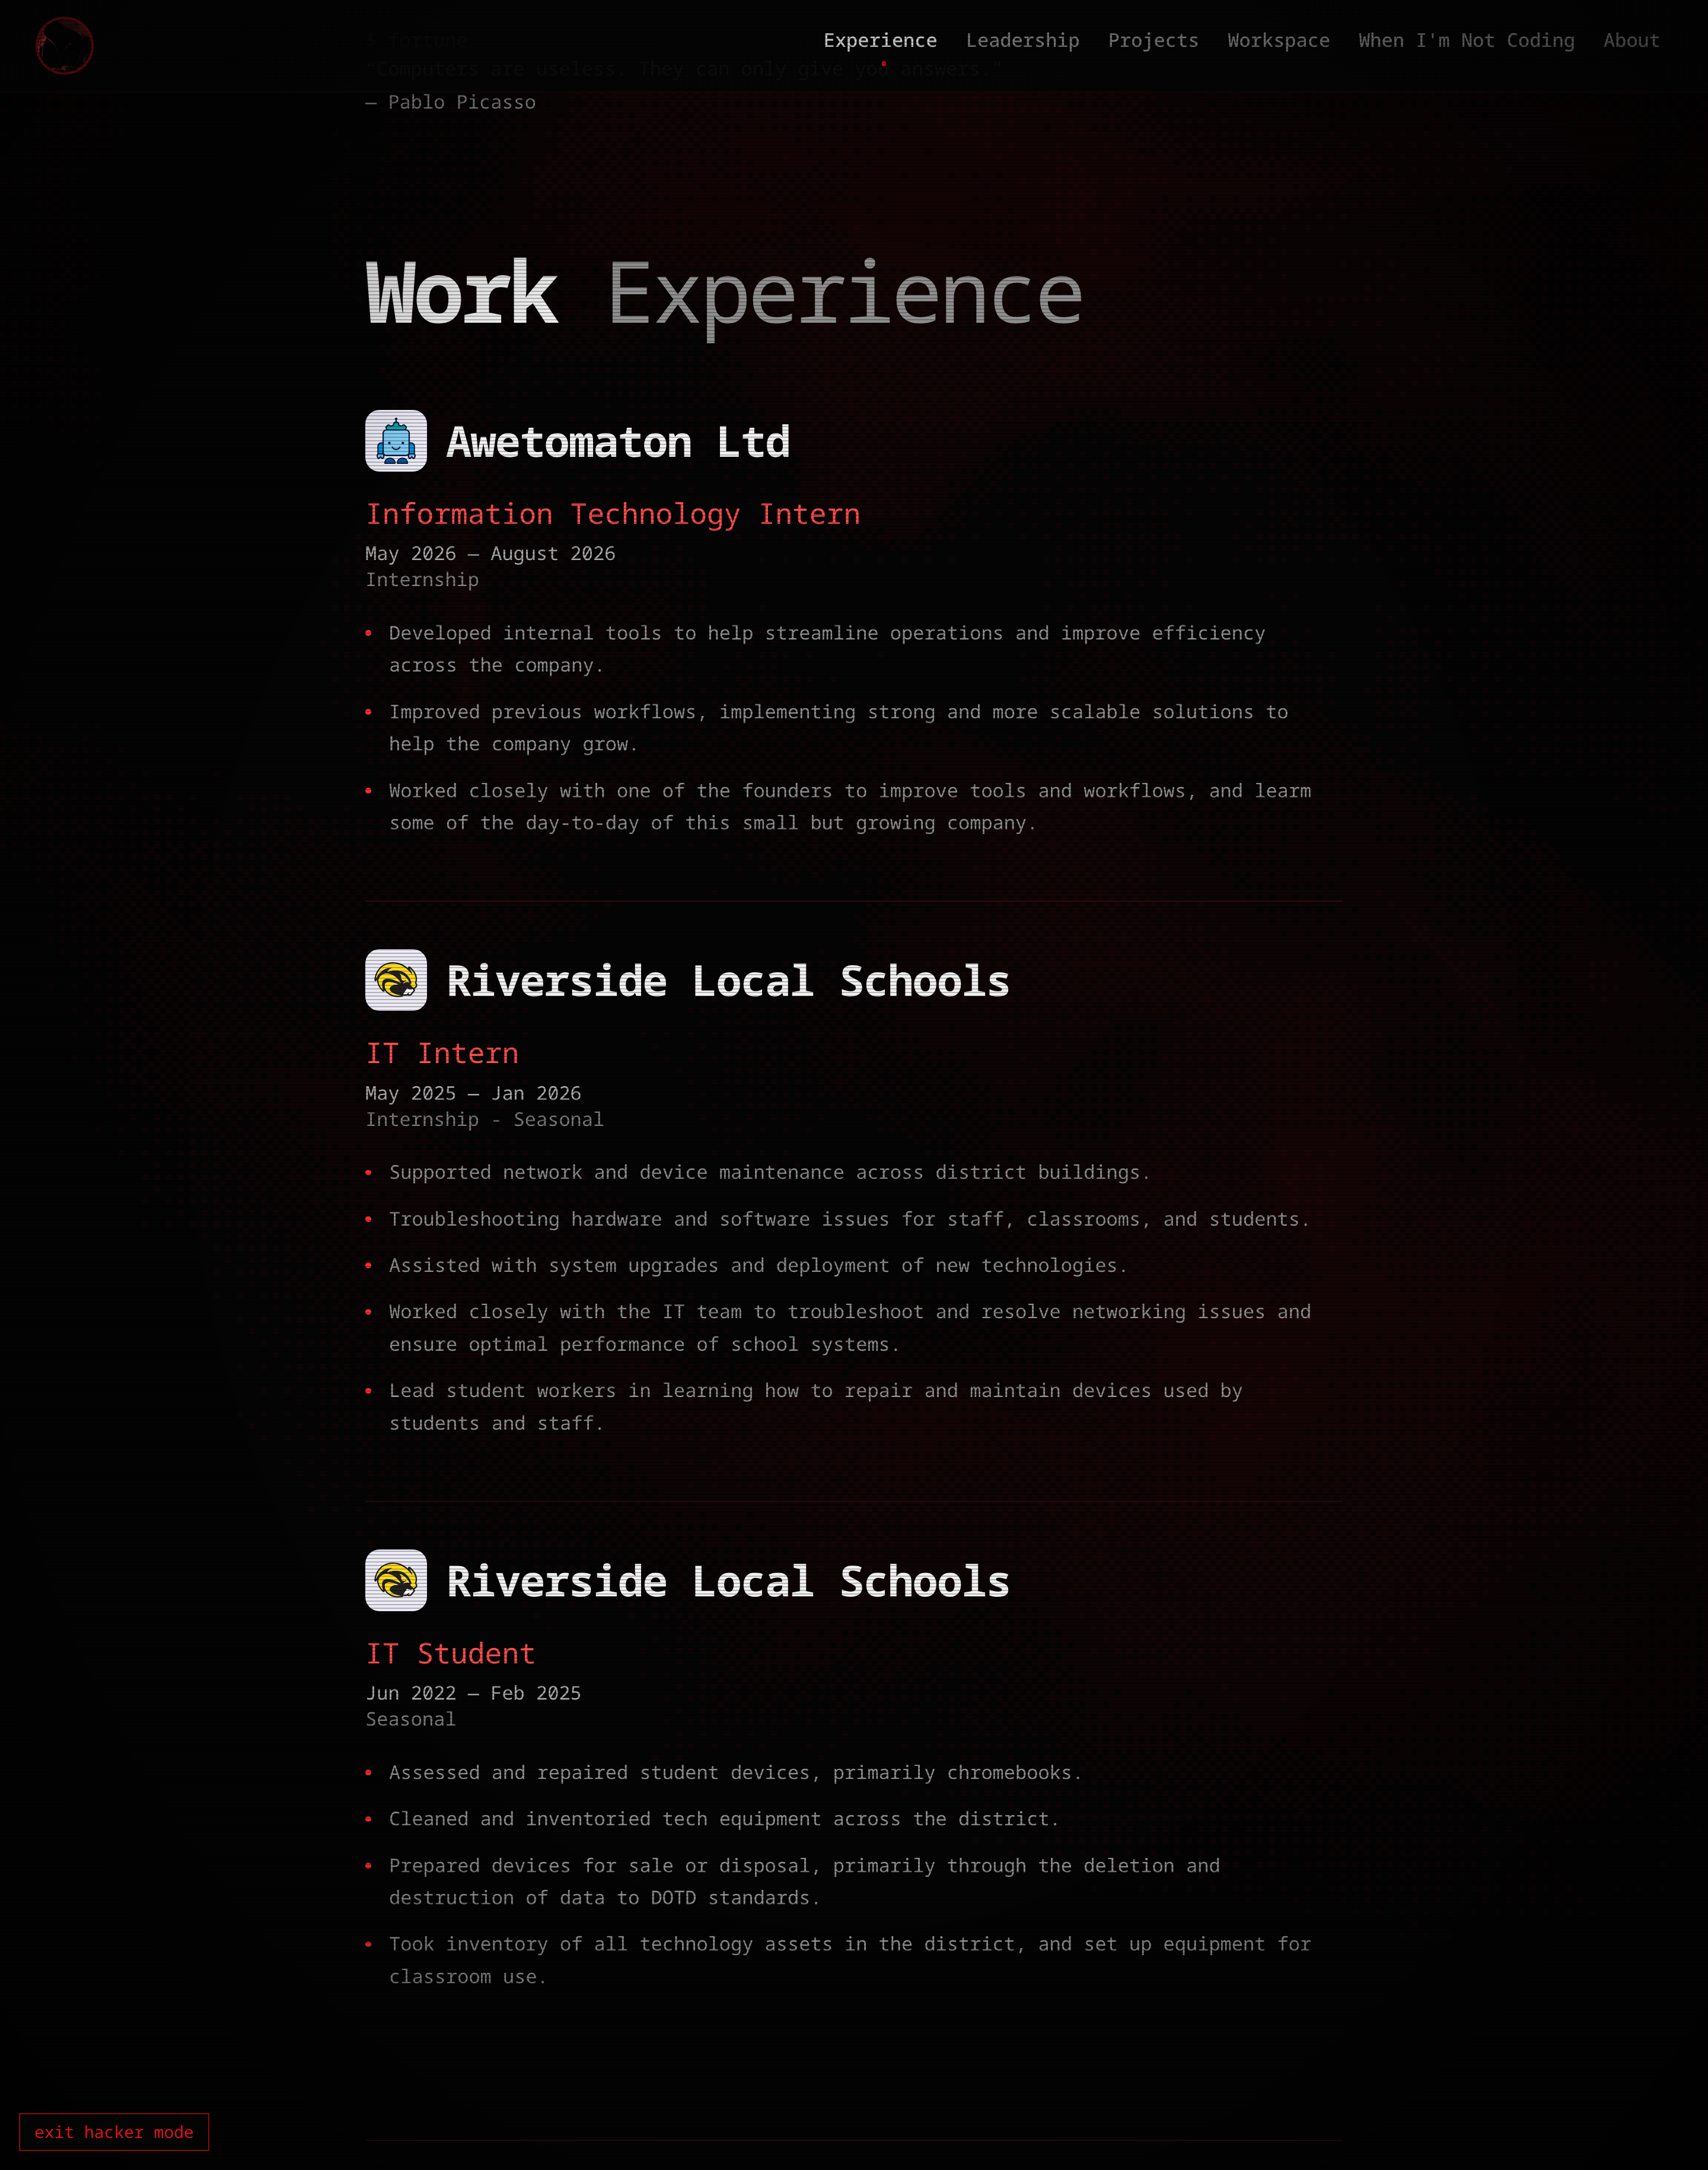 Experience Leadership Projects Workspace When I'm Not Coding About
$ fortune
"Computers are useless. They can only give you answers."
— Pablo Picasso
Work Experience
Awetomaton Ltd
Information Technology Intern
May 2026 — August 2026
Internship
Developed internal tools to help streamline operations and improve efficiency
across the company.
Improved previous workflows, implementing strong and more scalable solutions to
help the company grow.
Worked closely with one of the founders to improve tools and workflows, and learm
some of the day-to-day of this small but growing company.
Riverside Local Schools
IT Intern
May 2025 — Jan 2026
Internship - Seasonal
Supported network and device maintenance across district buildings.
Troubleshooting hardware and software issues for staff, classrooms, and students.
Assisted with system upgrades and deployment of new technologies.
Worked closely with the IT team to troubleshoot and resolve networking issues and
ensure optimal performance of school systems.
Lead student workers in learning how to repair and maintain devices used by
students and staff.
Riverside Local Schools
IT Student
Jun 2022 — Feb 2025
Seasonal
Assessed and repaired student devices, primarily chromebooks.
Cleaned and inventoried tech equipment across the district.
Prepared devices for sale or disposal, primarily through the deletion and
destruction of data to DOTD standards.
Took inventory of all technology assets in the district, and set up equipment for
classroom use.
exit hacker mode